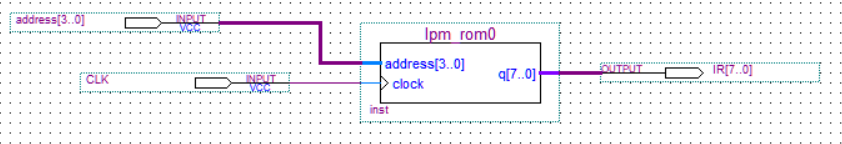 address[3..0]
INPUT
VCC
lpm_rom0
address[3..0]
q[7..0]
OUTPUT
IR[7..0]
CLK
INPUT
VCC
clock
inst